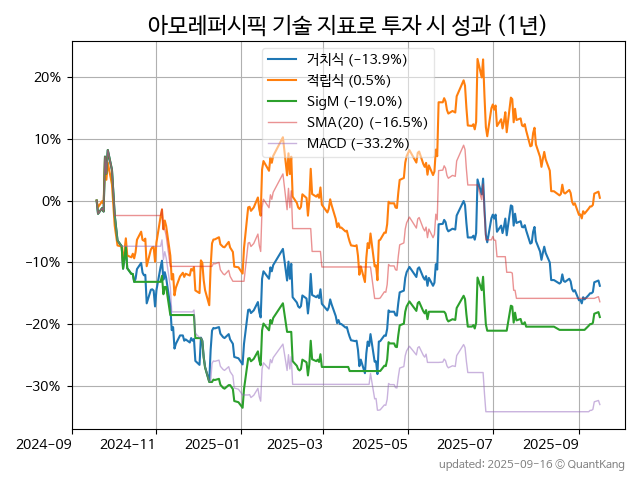 아모레퍼시픽 기술 지표로 투자 시 성과 (1년)
거치식 (−13.9%)
적립식 (0.5%)
SigM (−19.0%)
SMA(20) (−16.5%)
MACD (−33.2%)
20%
10%
0%
−10%
−20%
−30%
2024-09 2024-11 2025-01 2025-03 2025-05 2025-07 2025-09
updated: 2025-09-16 © QuantKang